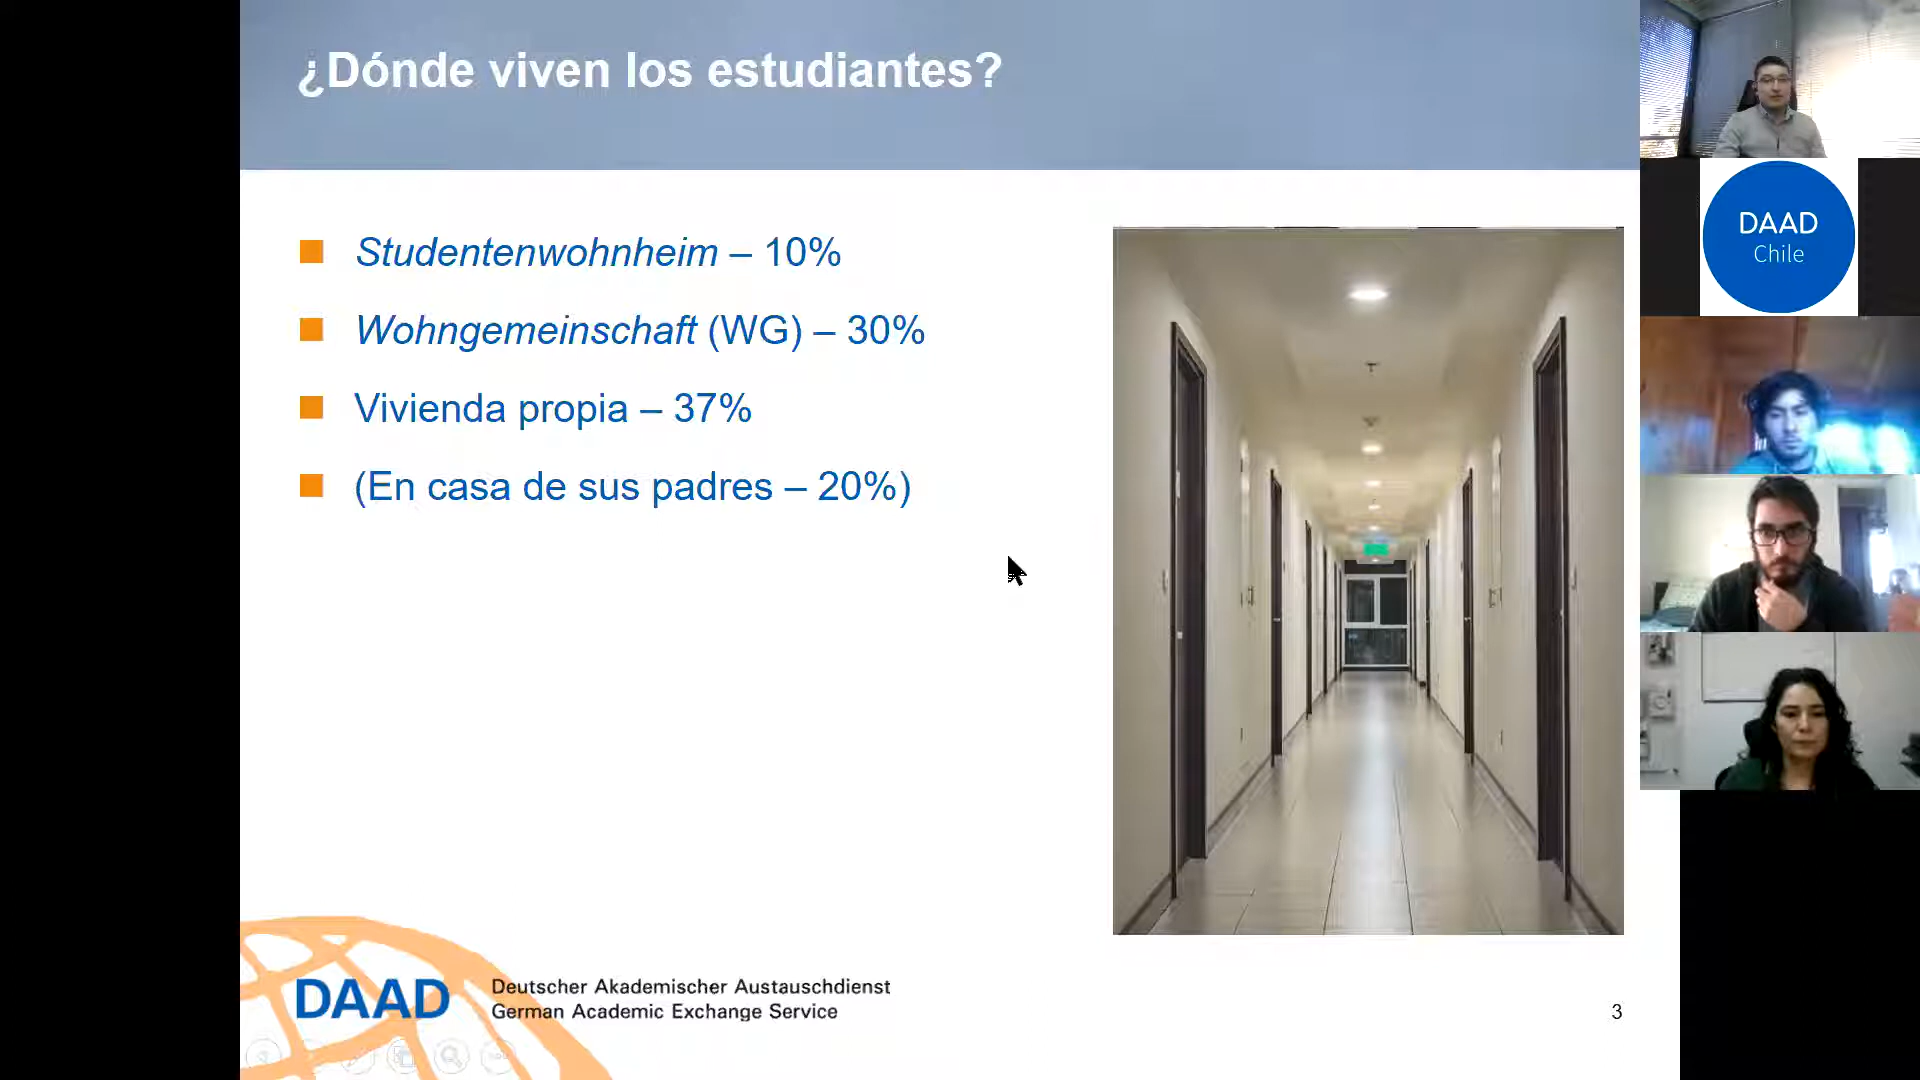 ¿Dónde viven los estudiantes?
Studentenwohnheim – 10%
Wohngemeinschaft (WG) – 30%
Vivienda propia – 37%
(En casa de sus padres – 20%)
DAAD
Deutscher Akademischer Austauschdienst
German Academic Exchange Service
3
DAAD
Chile